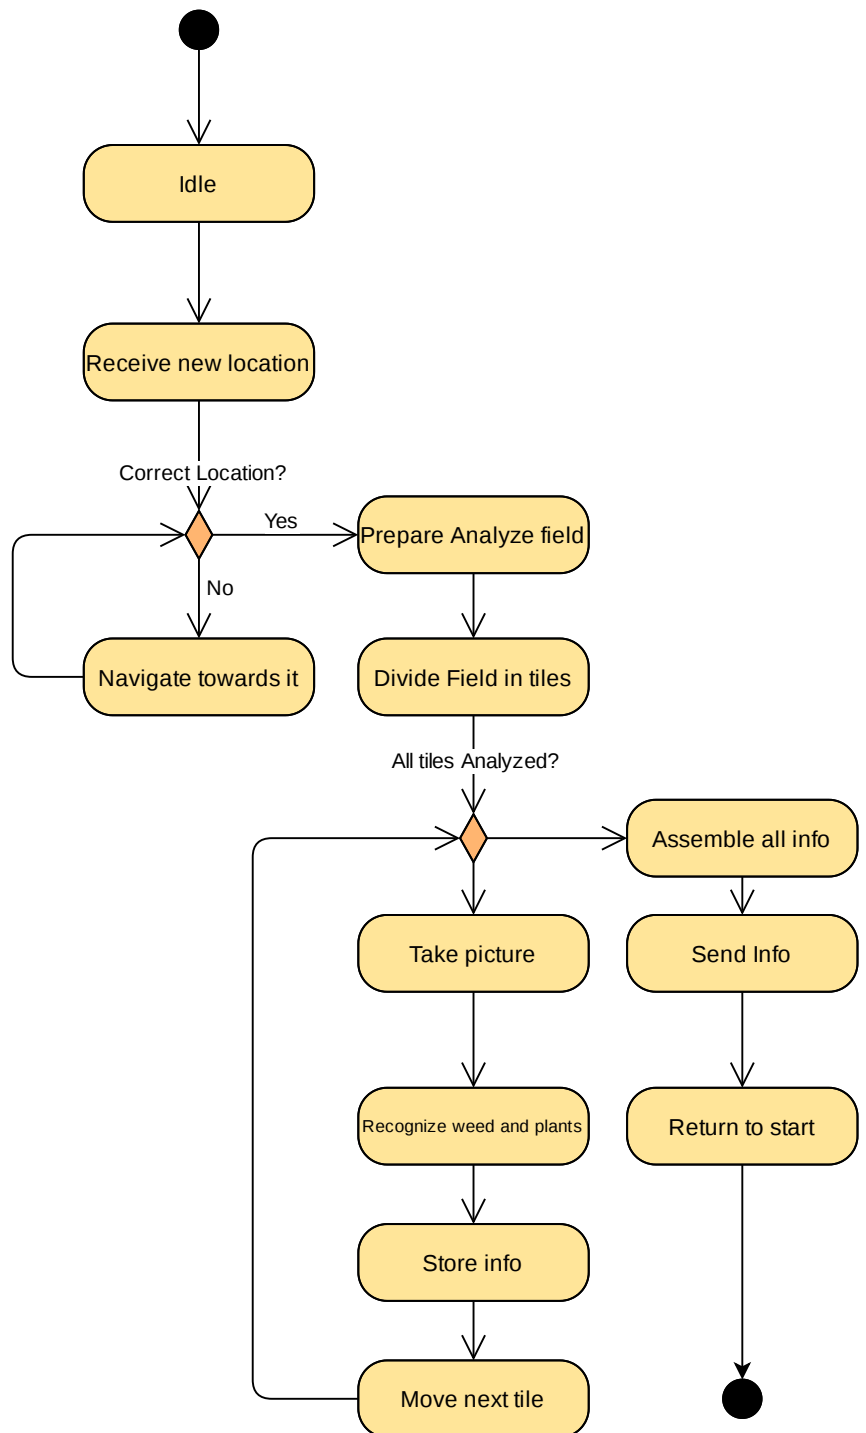 Idle
Receive new location
Correct Location?
Yes
Prepare Analyze field
No
Navigate towards it
Divide Field in tiles
All tiles Analyzed?
Assemble all info
Take picture
Send Info
Recognize weed and plants
Return to start
Store info
Move next tile